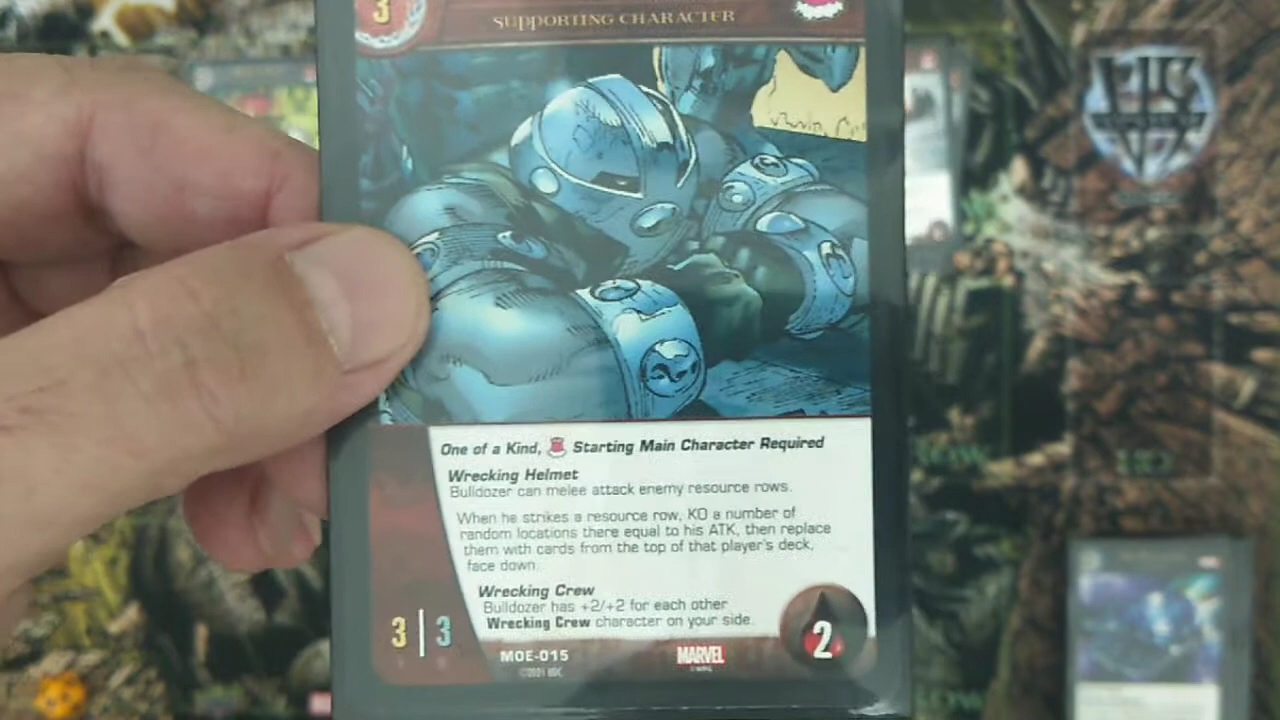 3
SUPPORTING CHARACTER
One of a Kind, Starting Main Character Required
Wrecking Helmet
Bulldozer can melee attack enemy resource rows.
When he strikes a resource row, KO a number of
random locations there equal to his ATK, then replace
them with cards from the top of that player's deck,
face down.
Wrecking Crew
Bulldozer has +2/+2 for each other
Wrecking Crew character on your side.
3 | 3
2
MOE-015
MARVEL